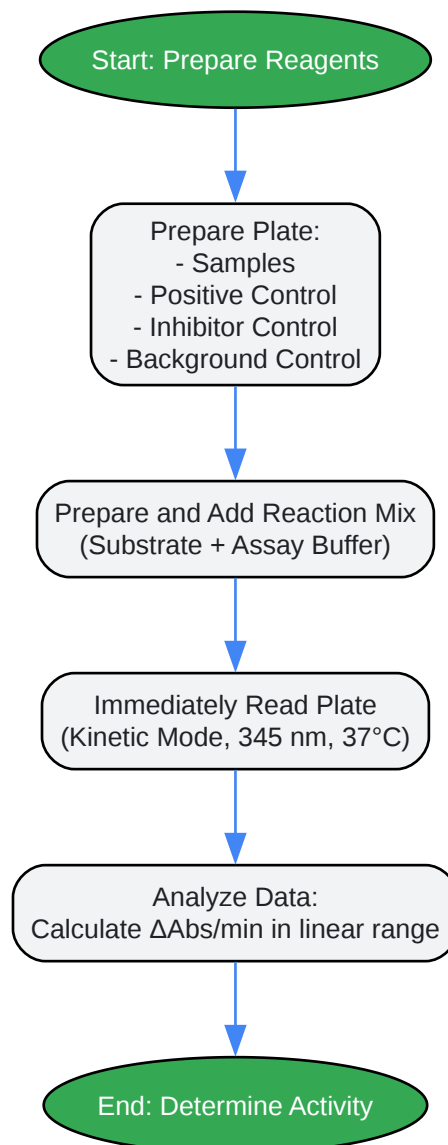 Start: Prepare Reagents
Prepare Plate:
- Samples
- Positive Control
- Inhibitor Control
- Background Control
Prepare and Add Reaction Mix
(Substrate + Assay Buffer)
Immediately Read Plate
(Kinetic Mode, 345 nm, 37°C)
Analyze Data:
Calculate ΔAbs/min in linear range
End: Determine Activity